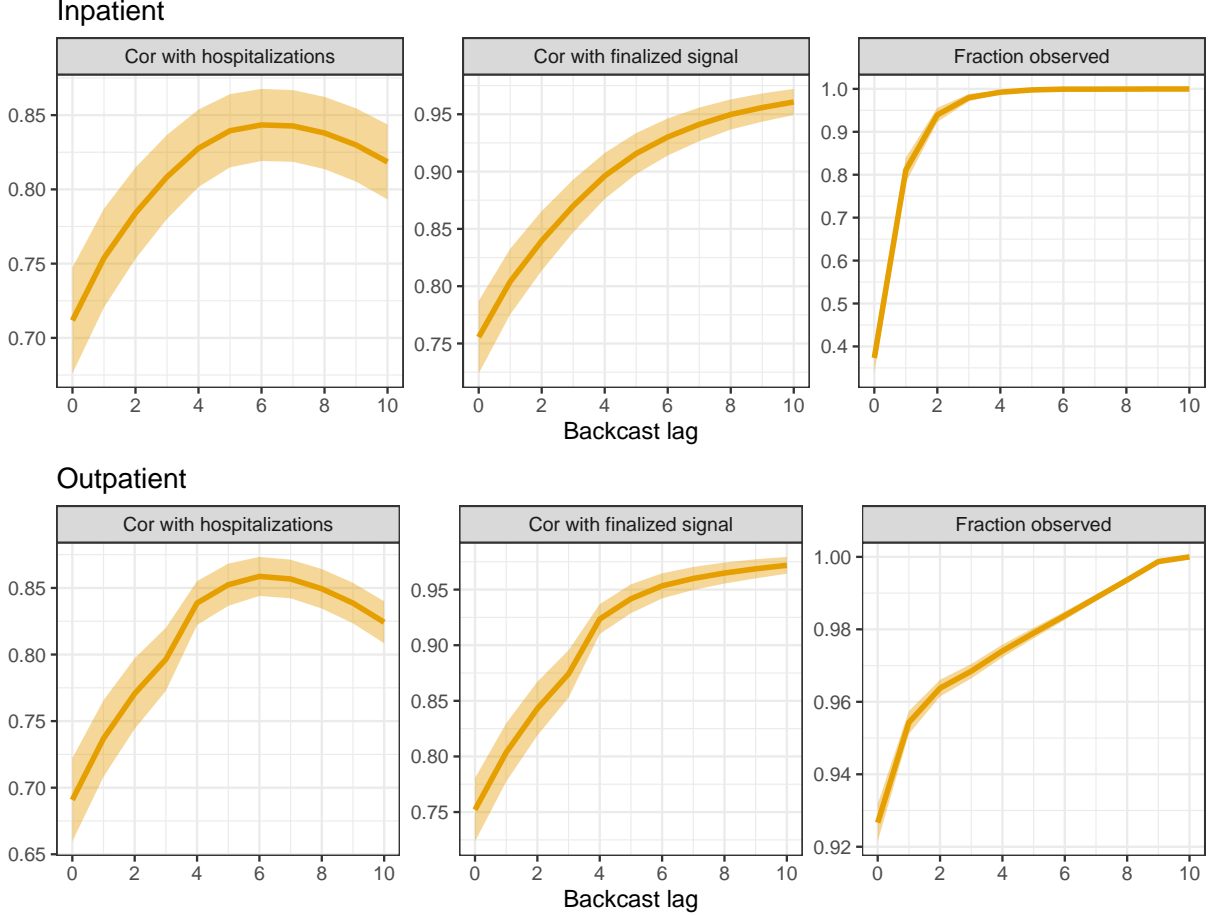 Inpatient
Cor with hospitalizations
Cor with finalized signal
Fraction observed
0.85
0.80
0.75
0.70
0.95
0.90
0.85
0.80
0.75
1.0
0.9
0.8
0.7
0.6
0.5
0.4
0 2 4 6 8 10
0 2 4 6 8 10
0 2 4 6 8 10
Backcast lag
Outpatient
Cor with hospitalizations
Cor with finalized signal
Fraction observed
0.85
0.80
0.75
0.70
0.65
0.95
0.90
0.85
0.80
0.75
1.00
0.98
0.96
0.94
0.92
0 2 4 6 8 10
0 2 4 6 8 10
0 2 4 6 8 10
Backcast lag